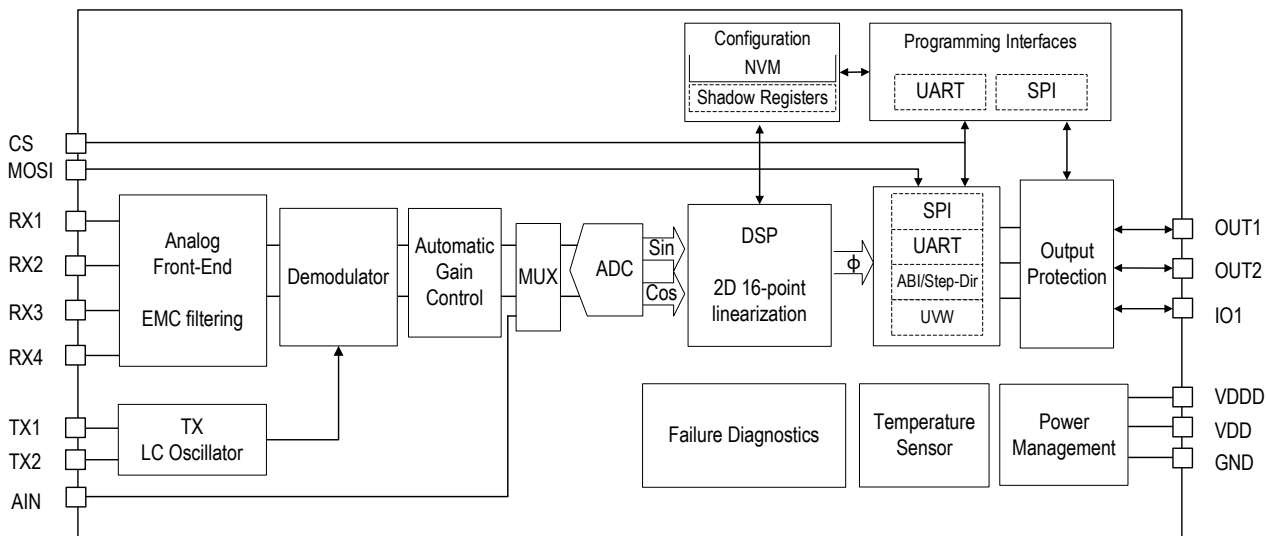 Configuration
NVM
Shadow Registers
Programming Interfaces
UART
SPI
CS
MOSI
RX1
RX2
RX3
RX4
TX1
TX2
AIN
Analog
Front-End
EMC filtering
Demodulator
Automatic
Gain
Control
MUX
ADC
Sin
Cos
DSP
2D 16-point
linearization
ϕ
SPI
UART
ABI/Step-Dir
UVW
Output
Protection
OUT1
OUT2
IO1
TX
LC Oscillator
Failure Diagnostics
Temperature
Sensor
Power
Management
VDDD
VDD
GND